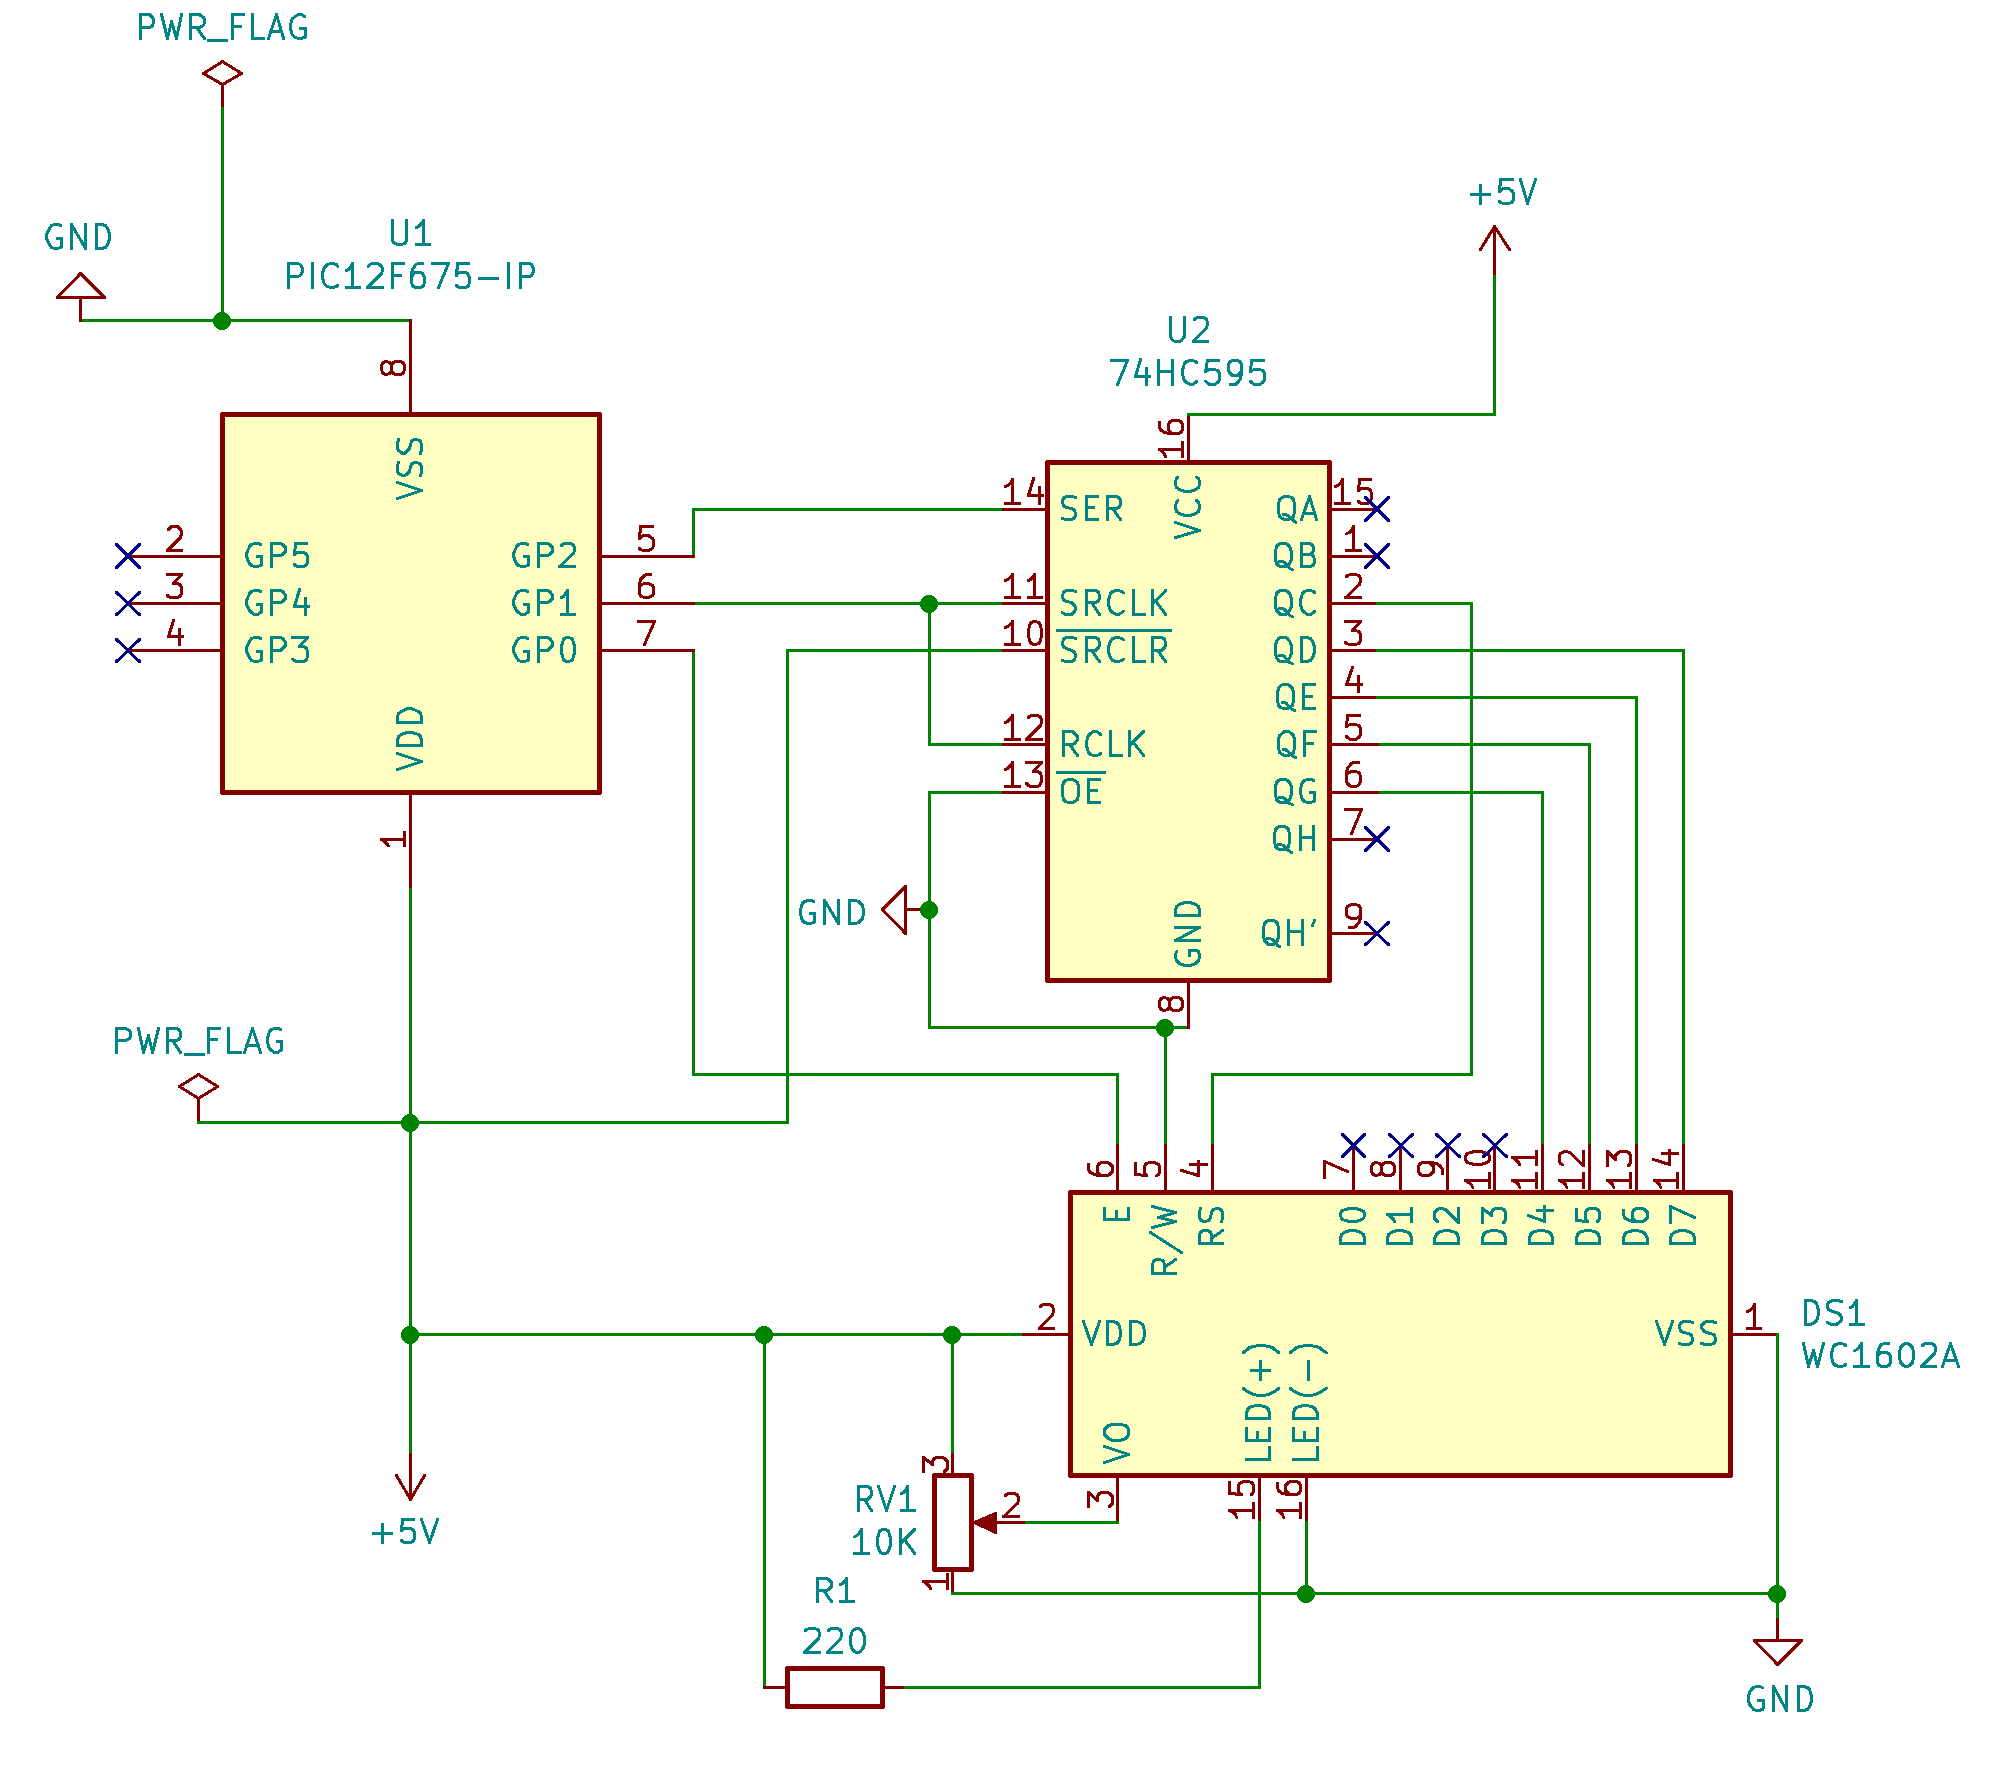 PWR_FLAG
GND
U1
PIC12F675-IP
8
VSS
2 GP5
3 GP4
4 GP3
GP2 5
GP1 6
GP0 7
VDD
1
+5V
U2
74HC595
16
VCC
14 SER
11 SRCLK
10 SRCLR
12 RCLK
13 OE
QA 15
QB 1
QC 2
QD 3
QE 4
QF 5
QG 6
QH 7
QH' 9
GND
8
GND
PWR_FLAG
6 5 4 7 8 9 10 11 12 13 14
E R/W RS D0 D1 D2 D3 D4 D5 D6 D7
2 VDD
VSS 1
DS1
WC1602A
VO LED(+) LED(-)
3 15 16
+5V
3
RV1
10K
2
1
R1
220
GND